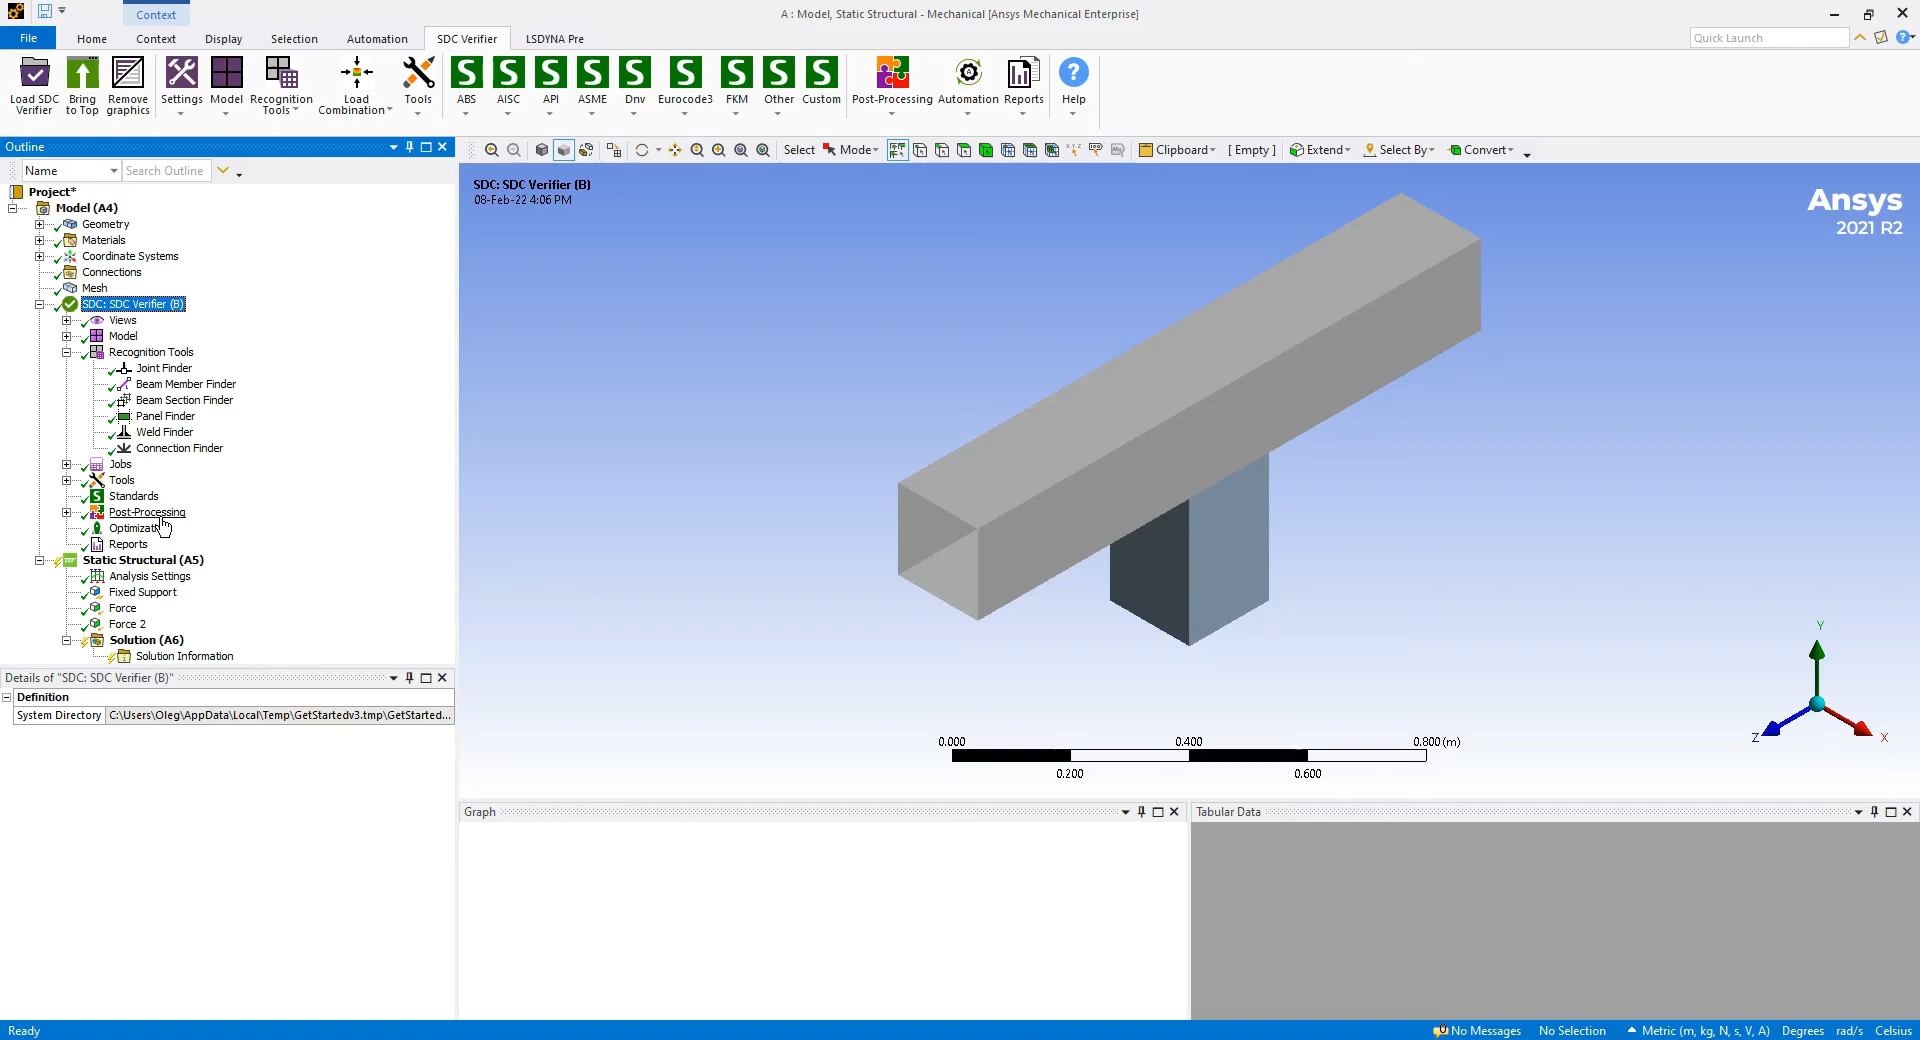 Context
A : Model, Static Structural - Mechanical [Ansys Mechanical Enterprise]
File
Home
Context
Display
Selection
Automation
SDC Verifier
LSDYNA Pre
Quick Launch
Load SDC Verifier
Bring to Top
Remove graphics
Settings
Model
Recognition Tools
Load Combination
Tools
ABS
AISC
API
ASME
Dnv
Eurocode3
FKM
Other
Custom
Post-Processing
Automation
Reports
Help
Outline
Name
Search Outline
Select
Mode
Clipboard
[ Empty ]
Extend
Select By
Convert
Project*
Model (A4)
Geometry
Materials
Coordinate Systems
Connections
Mesh
SDC: SDC Verifier (B)
Views
Model
Recognition Tools
Joint Finder
Beam Member Finder
Beam Section Finder
Panel Finder
Weld Finder
Connection Finder
Jobs
Tools
Standards
Post-Processing
Reports
Static Structural (A5)
Analysis Settings
Fixed Support
Force
Force 2
Solution (A6)
Solution Information
Details of "SDC: SDC Verifier (B)"
Definition
System Directory C:\Users\Oleg\AppData\Local\Temp\GetStartedv3.tmp\GetStarted...
SDC: SDC Verifier (B)
08-Feb-22 4:06 PM
Ansys
2021 R2
Y
Z
X
0.000
0.400
0.800 (m)
0.200
0.600
Graph
Tabular Data
Ready
No Messages
No Selection
Metric (m, kg, N, s, V, A)
Degrees
rad/s
Celsius